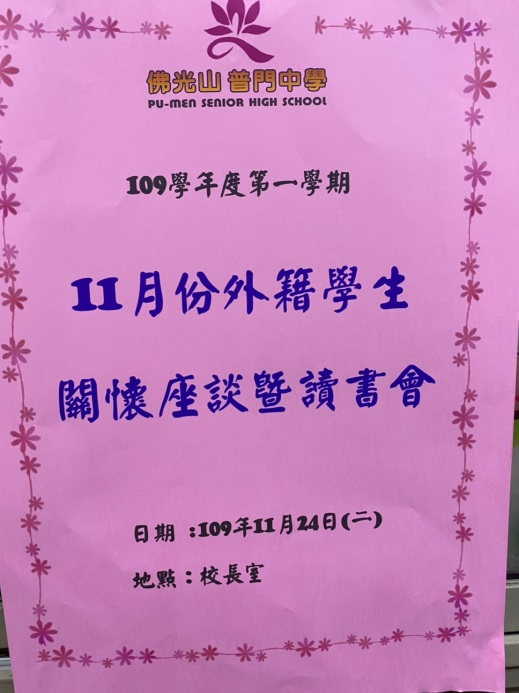 佛光山 普門中學
PU-MEN SENIOR HIGH SCHOOL
109學年度第一學期
11月份外籍學生
關懷座談暨讀書會
日期 :109年11月24日(二)
地點：校長室